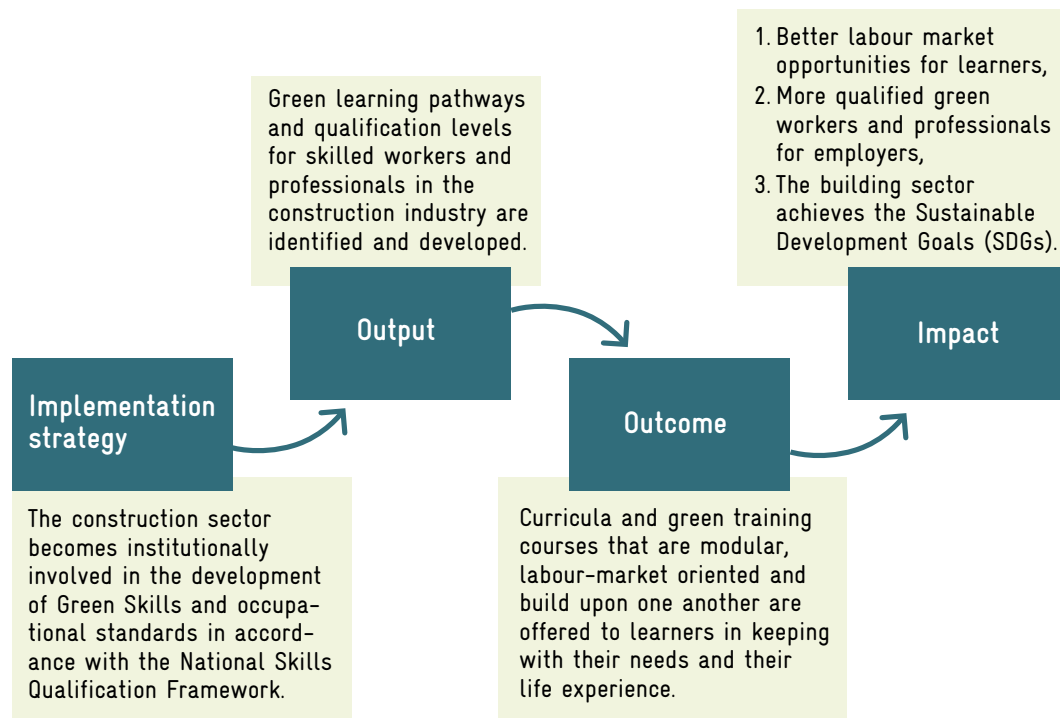 Implementation
strategy
The construction sector
becomes institutionally
involved in the development
of Green Skills and occupa-
tional standards in accord-
ance with the National Skills
Qualification Framework.
Green learning pathways
and qualification levels
for skilled workers and
professionals in the
construction industry are
identified and developed.
Output
Outcome
Curricula and green training
courses that are modular,
labour-market oriented and
build upon one another are
offered to learners in keeping
with their needs and their
life experience.
1. Better labour market
opportunities for learners,
2. More qualified green
workers and professionals
for employers,
3. The building sector
achieves the Sustainable
Development Goals (SDGs).
Impact